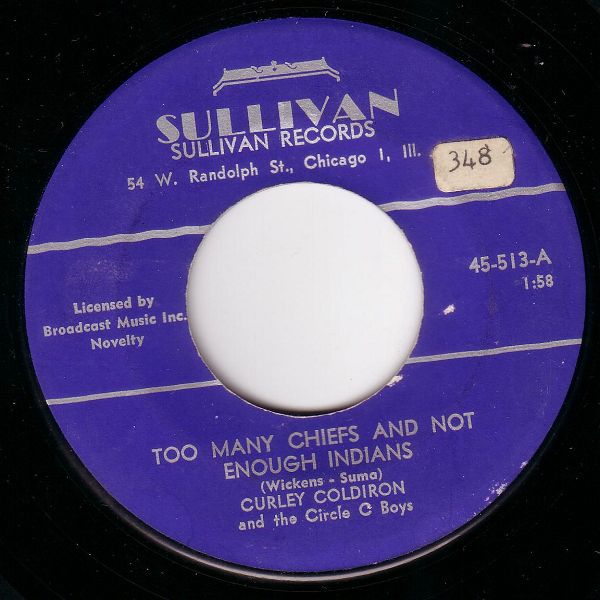 SULLIVAN
SULLIVAN RECORDS
54 W. Randolph St., Chicago 1, Ill.
348
45-513-A
1:58
Licensed by
Broadcast Music Inc.
Novelty
TOO MANY CHIEFS AND NOT
ENOUGH INDIANS
(Wickens - Suma)
CURLEY COLDIRON
and the Circle C Boys